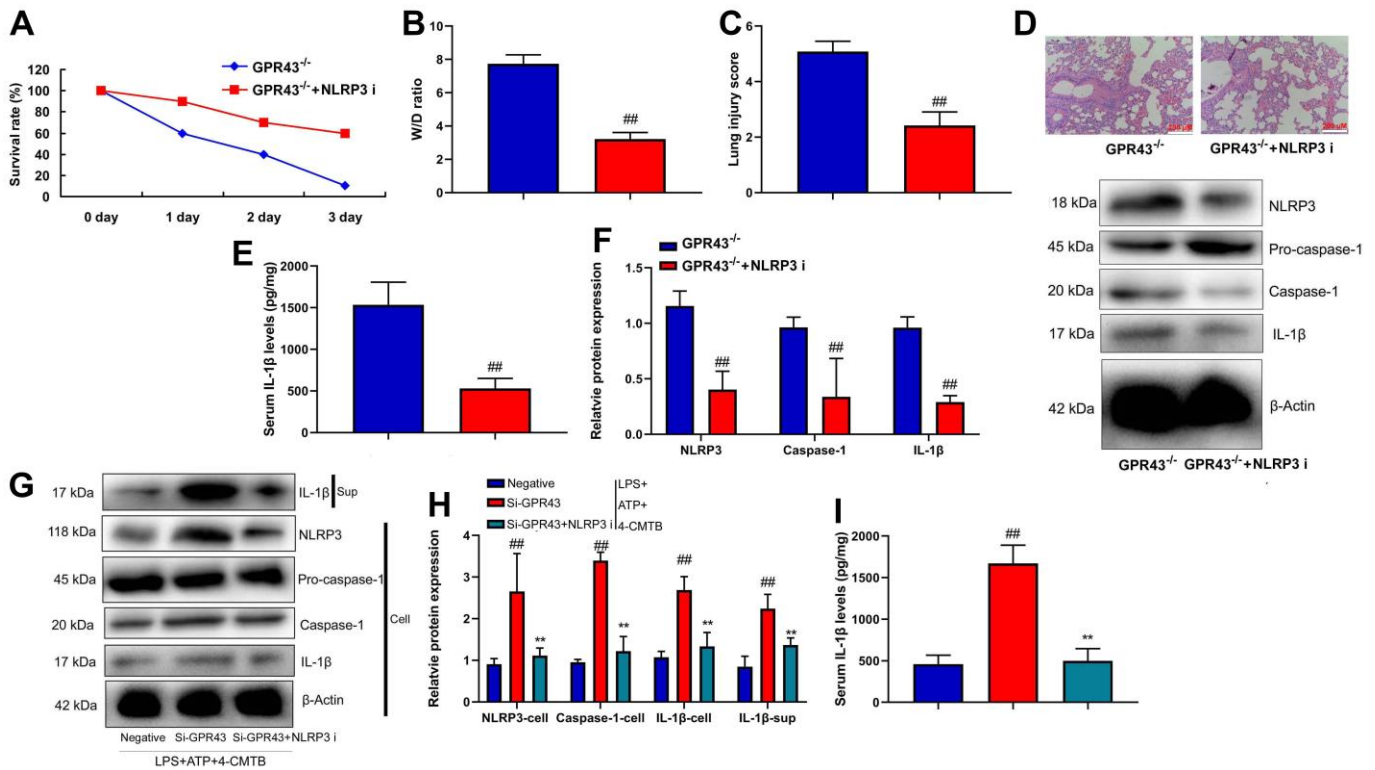 A
Survival rate (%)
120
100
80
60
40
20
0
0 day 1 day 2 day 3 day
GPR43-/-
GPR43-/-+NLRP3 i
B
W/D ratio
10
8
6
4
2
0
##
C
Lung injury score
6
4
2
0
##
D
GPR43-/- GPR43-/-+NLRP3 i
18 kDa NLRP3
45 kDa Pro-caspase-1
20 kDa Caspase-1
17 kDa IL-1β
42 kDa β-Actin
GPR43-/- GPR43-/-+NLRP3 i
E
Serum IL-1β levels (pg/mg)
2000
1500
1000
500
0
##
F
GPR43-/-
GPR43-/-+NLRP3 i
Relatvie protein expression
1.5
1.0
0.5
0.0
## ## ##
NLRP3 Caspase-1 IL-1β
G
17 kDa IL-1β Sup
118 kDa NLRP3
45 kDa Pro-caspase-1
20 kDa Caspase-1
Cell
17 kDa IL-1β
42 kDa β-Actin
Negative Si-GPR43 Si-GPR43+NLRP3 i
LPS+ATP+4-CMTB
H
Negative LPS+
Si-GPR43 ATP+
Si-GPR43+NLRP3 i 4-CMTB
Relatvie protein expression
4
3
2
1
0
## ## ## ##
** ** ** **
NLRP3-cell Caspase-1-cell IL-1β-cell IL-1β-sup
I
Serum IL-1β levels (pg/mg)
2000
1500
1000
500
0
##
**